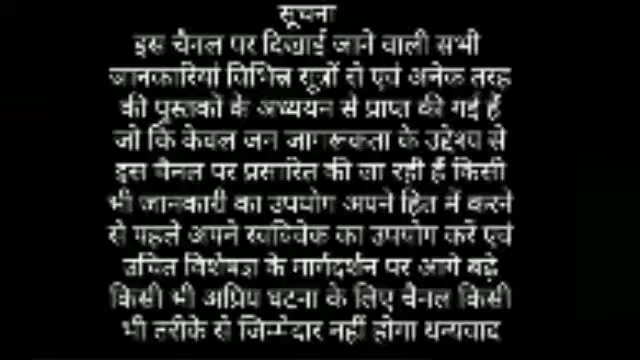 सूचना
इस चैनल पर दिखाई जाने वाली सभी
जानकारियां विभिन्न सूत्रों से एवं अनेक तरह
की पुस्तकों के अध्ययन से प्राप्त की गई हैं
जो कि केवल जन जागरूकता के उद्देश्य से
इस चैनल पर प्रसारित की जा रही हैं किसी
भी जानकारी का उपयोग अपने हित में करने
से पहले अपने स्वविवेक का उपयोग करें एवं
उचित विशेषज्ञ के मार्गदर्शन पर आगे बढ़े
किसी भी अप्रिय घटना के लिए चैनल किसी
भी तरीके से जिम्मेदार नहीं होगा धन्यवाद